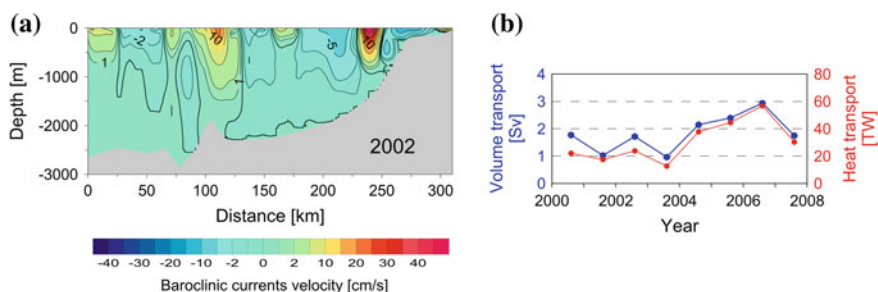 (a)
0
-1000
-2000
-3000
Depth [m]
1
-2
10
1
-5
10
2002
0 50 100 150 200 250 300
Distance [km]
-40 -20 -10 -2 0 2 10 20 40
Baroclinic currents velocity [cm/s]
(b)
4 80
3 60
2 40
1 20
0 0
Volume transport
[Sv]
Heat transport
[TW]
2000 2002 2004 2006 2008
Year